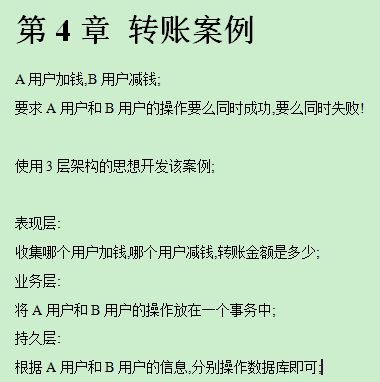 第 4 章 转账案例
A 用户加钱,B 用户减钱;
要求 A 用户和 B 用户的操作要么同时成功,要么同时失败!
使用 3 层架构的思想开发该案例;
表现层:
收集哪个用户加钱,哪个用户减钱,转账金额是多少;
业务层:
将 A 用户和 B 用户的操作放在一个事务中;
持久层:
根据 A 用户和 B 用户的信息,分别操作数据库即可;